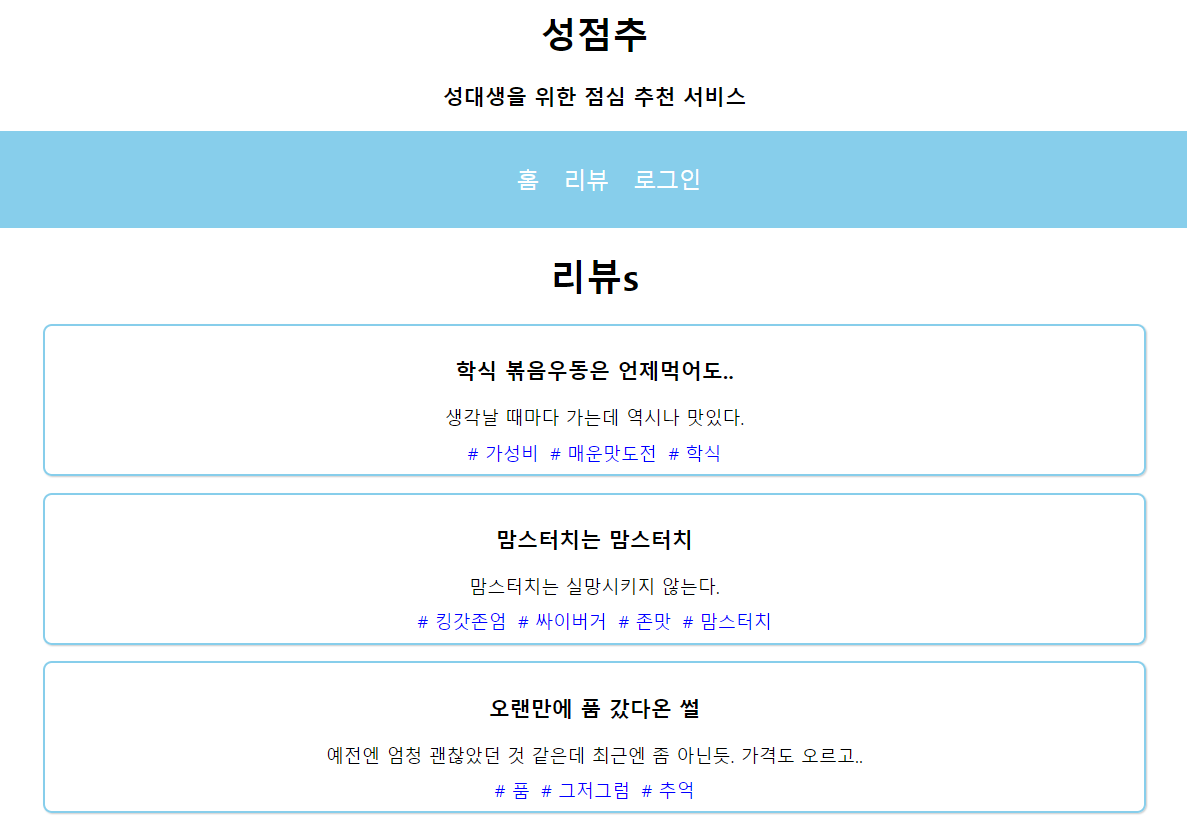 성점추
성대생을 위한 점심 추천 서비스
홈 리뷰 로그인
리뷰s
학식 볶음우동은 언제먹어도..
생각날 때마다 가는데 역시나 맛있다.
# 가성비 # 매운맛도전 # 학식
맘스터치는 맘스터치
맘스터치는 실망시키지 않는다.
# 킹갓존엄 # 싸이버거 # 존맛 # 맘스터치
오랜만에 품 갔다온 썰
예전엔 엄청 괜찮았던 것 같은데 최근엔 좀 아닌듯. 가격도 오르고..
# 품 # 그저그럼 # 추억